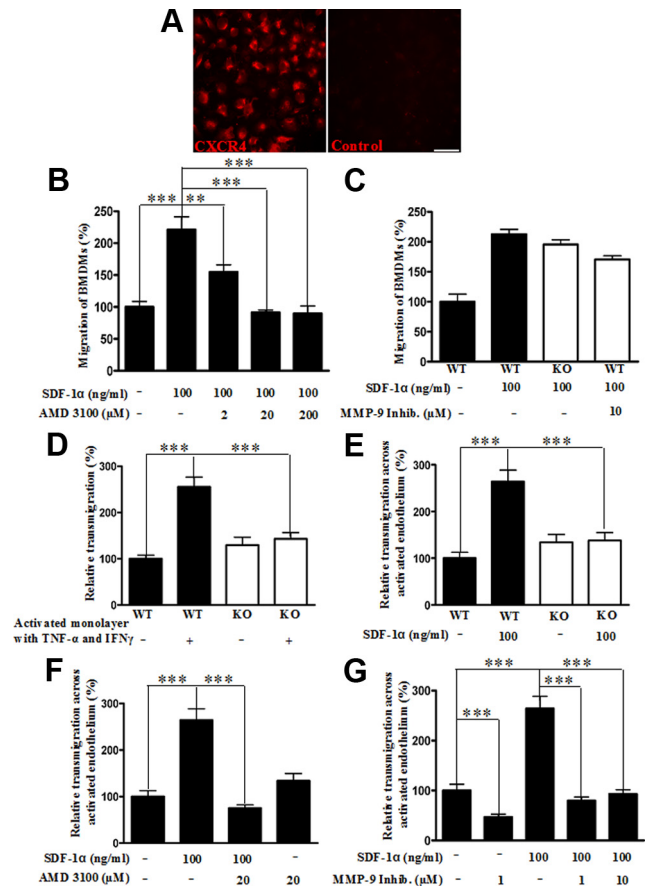 A
CXCR4 Control
B
*** ** *** ***
Migration of BMDMs (%)
250
200
150
100
50
0
SDF-1α (ng/ml) - 100 100 100 100
AMD 3100 (μM) - - 2 20 200
C
Migration of BMDMs (%)
250
200
150
100
50
0
WT WT KO WT
SDF-1α (ng/ml) - 100 100 100
MMP-9 Inhib. (μM) - - - 10
D
*** ***
Relative transmigration (%)
300
200
100
0
WT WT KO KO
Activated monolayer
with TNF-α and IFNγ - + - +
E
*** ***
Relative transmigration across
activated endothelium (%)
300
200
100
0
WT WT KO KO
SDF-1α (ng/ml) - 100 - 100
F
*** ***
Relative transmigration across
activated endothelium (%)
300
200
100
0
SDF-1α (ng/ml) - 100 100 -
AMD 3100 (μM) - - 20 20
G
*** *** *** ***
Relative transmigration across
activated endothelium (%)
300
200
100
0
SDF-1α (ng/ml) - - 100 100 100
MMP-9 Inhib. (μM) - 1 - 1 10